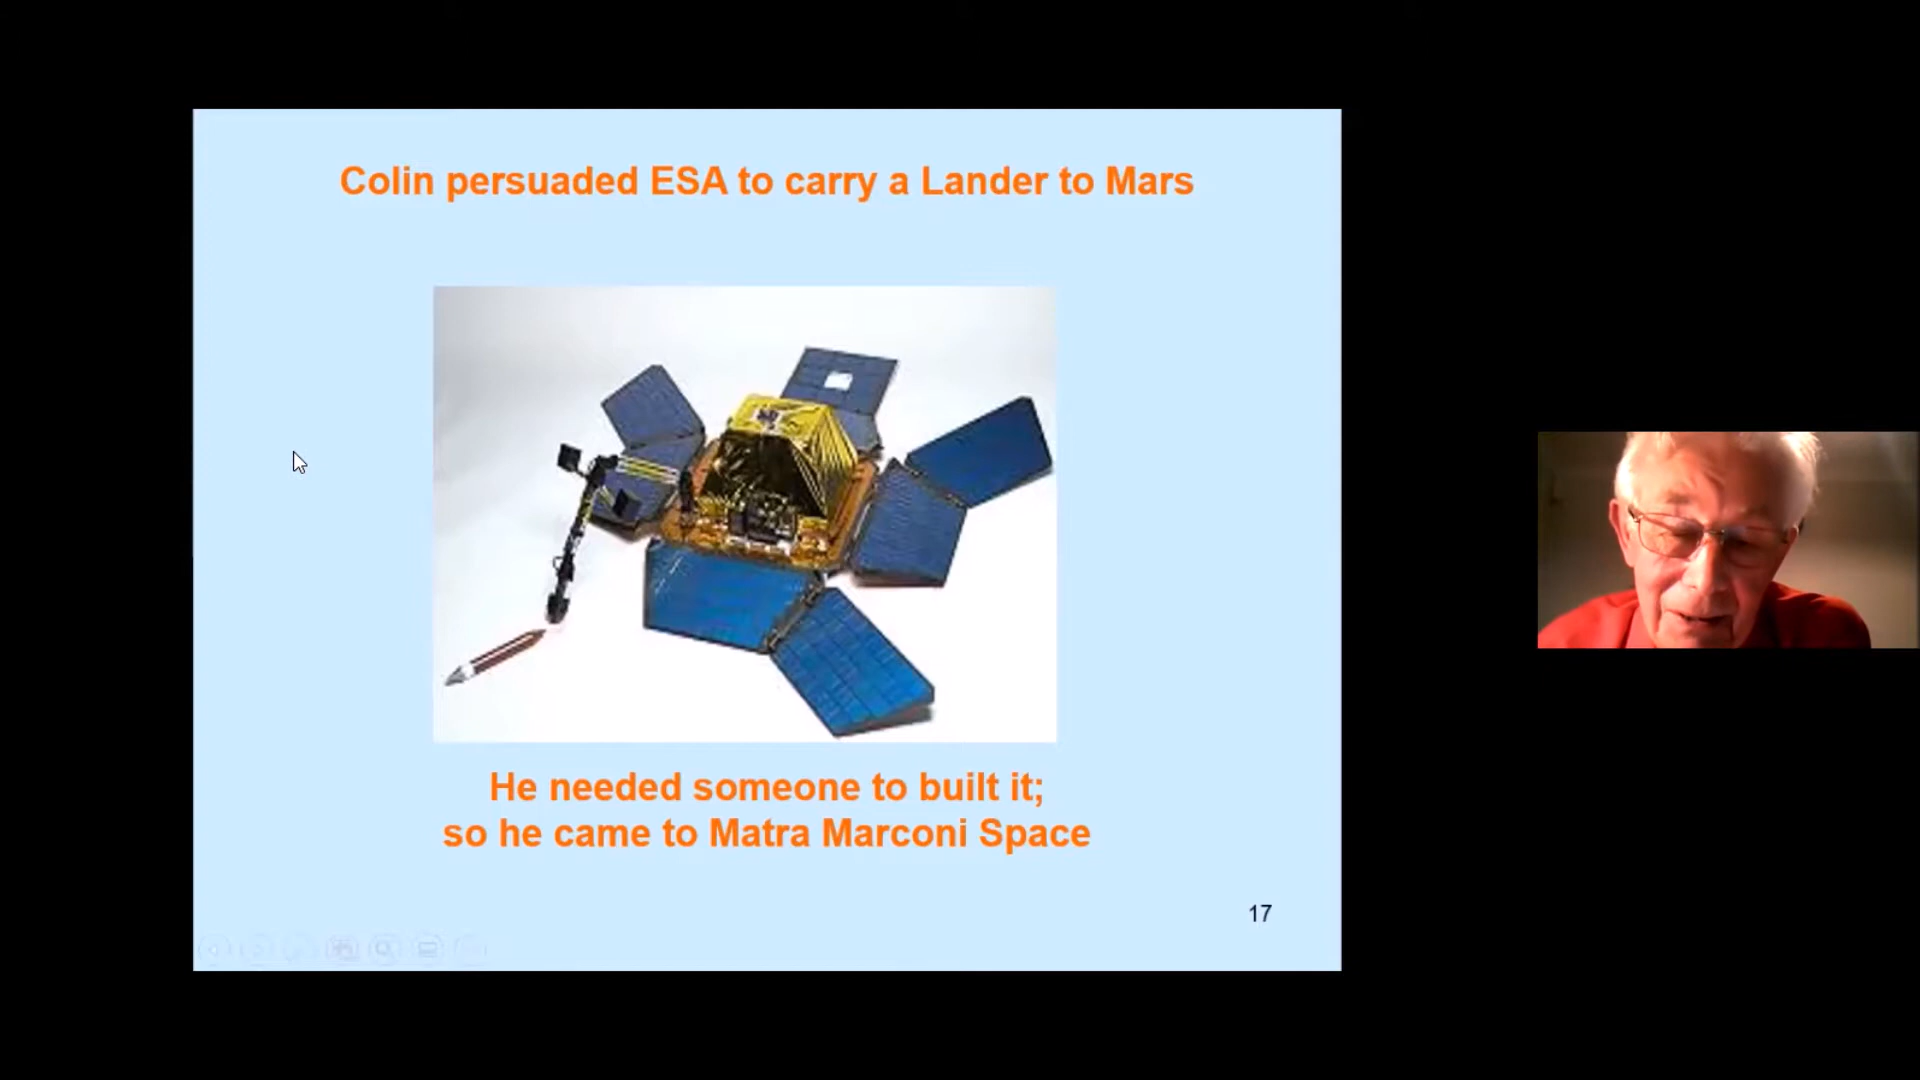 Colin persuaded ESA to carry a Lander to Mars
He needed someone to built it;
so he came to Matra Marconi Space
17